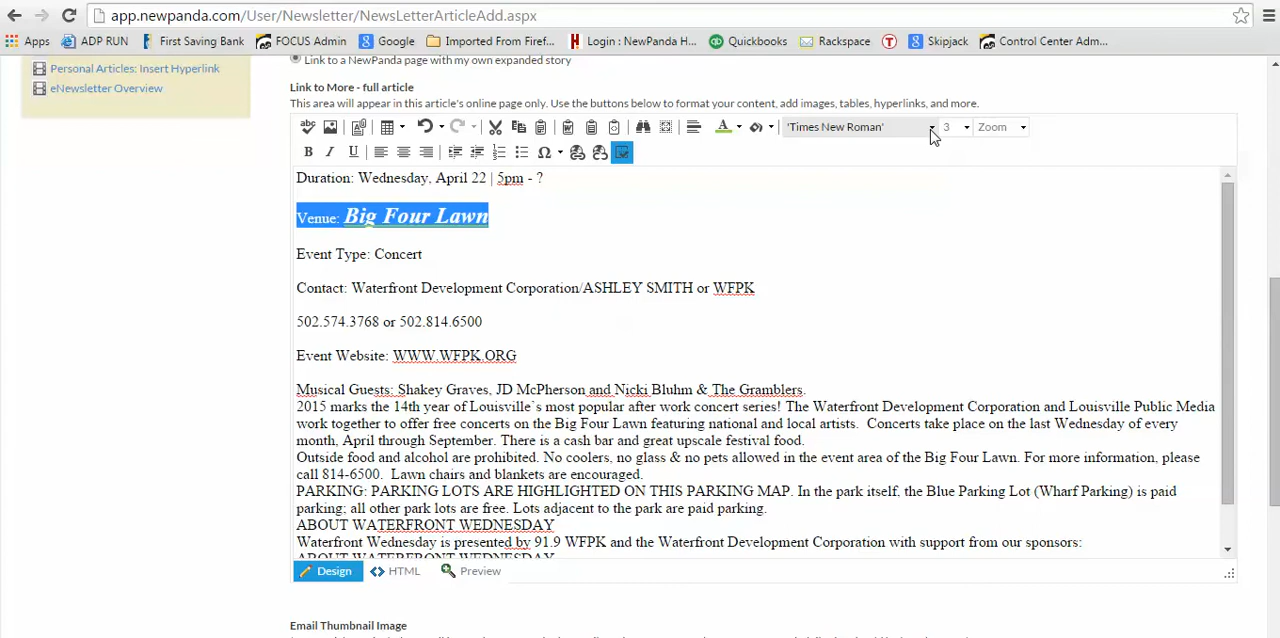 app.newpanda.com/User/Newsletter/NewsLetterArticleAdd.aspx
Apps ADP RUN First Saving Bank FOCUS Admin Google Imported From Firef... Login : NewPanda H... Quickbooks Rackspace T Skipjack Control Center Adm...
Personal Articles: Insert Hyperlink
eNewsletter Overview
Link to a NewPanda page with my own expanded story
Link to More - full article
This area will appear in this article's online page only. Use the buttons below to format your content, add images, tables, hyperlinks, and more.
'Times New Roman' 3 Zoom
B I U
Duration: Wednesday, April 22 | 5pm - ?
Venue: Big Four Lawn
Event Type: Concert
Contact: Waterfront Development Corporation/ASHLEY SMITH or WFPK
502.574.3768 or 502.814.6500
Event Website: WWW.WFPK.ORG
Musical Guests: Shakey Graves, JD McPherson and Nicki Bluhm & The Gramblers.
2015 marks the 14th year of Louisville`s most popular after work concert series! The Waterfront Development Corporation and Louisville Public Media
work together to offer free concerts on the Big Four Lawn featuring national and local artists.  Concerts take place on the last Wednesday of every
month, April through September. There is a cash bar and great upscale festival food.
Outside food and alcohol are prohibited. No coolers, no glass & no pets allowed in the event area of the Big Four Lawn. For more information, please
call 814-6500.  Lawn chairs and blankets are encouraged.
PARKING: PARKING LOTS ARE HIGHLIGHTED ON THIS PARKING MAP. In the park itself, the Blue Parking Lot (Wharf Parking) is paid
parking; all other park lots are free. Lots adjacent to the park are paid parking.
ABOUT WATERFRONT WEDNESDAY
Waterfront Wednesday is presented by 91.9 WFPK and the Waterfront Development Corporation with support from our sponsors:
ABOUT WATERFRONT WEDNESDAY
Design HTML Preview
Email Thumbnail Image